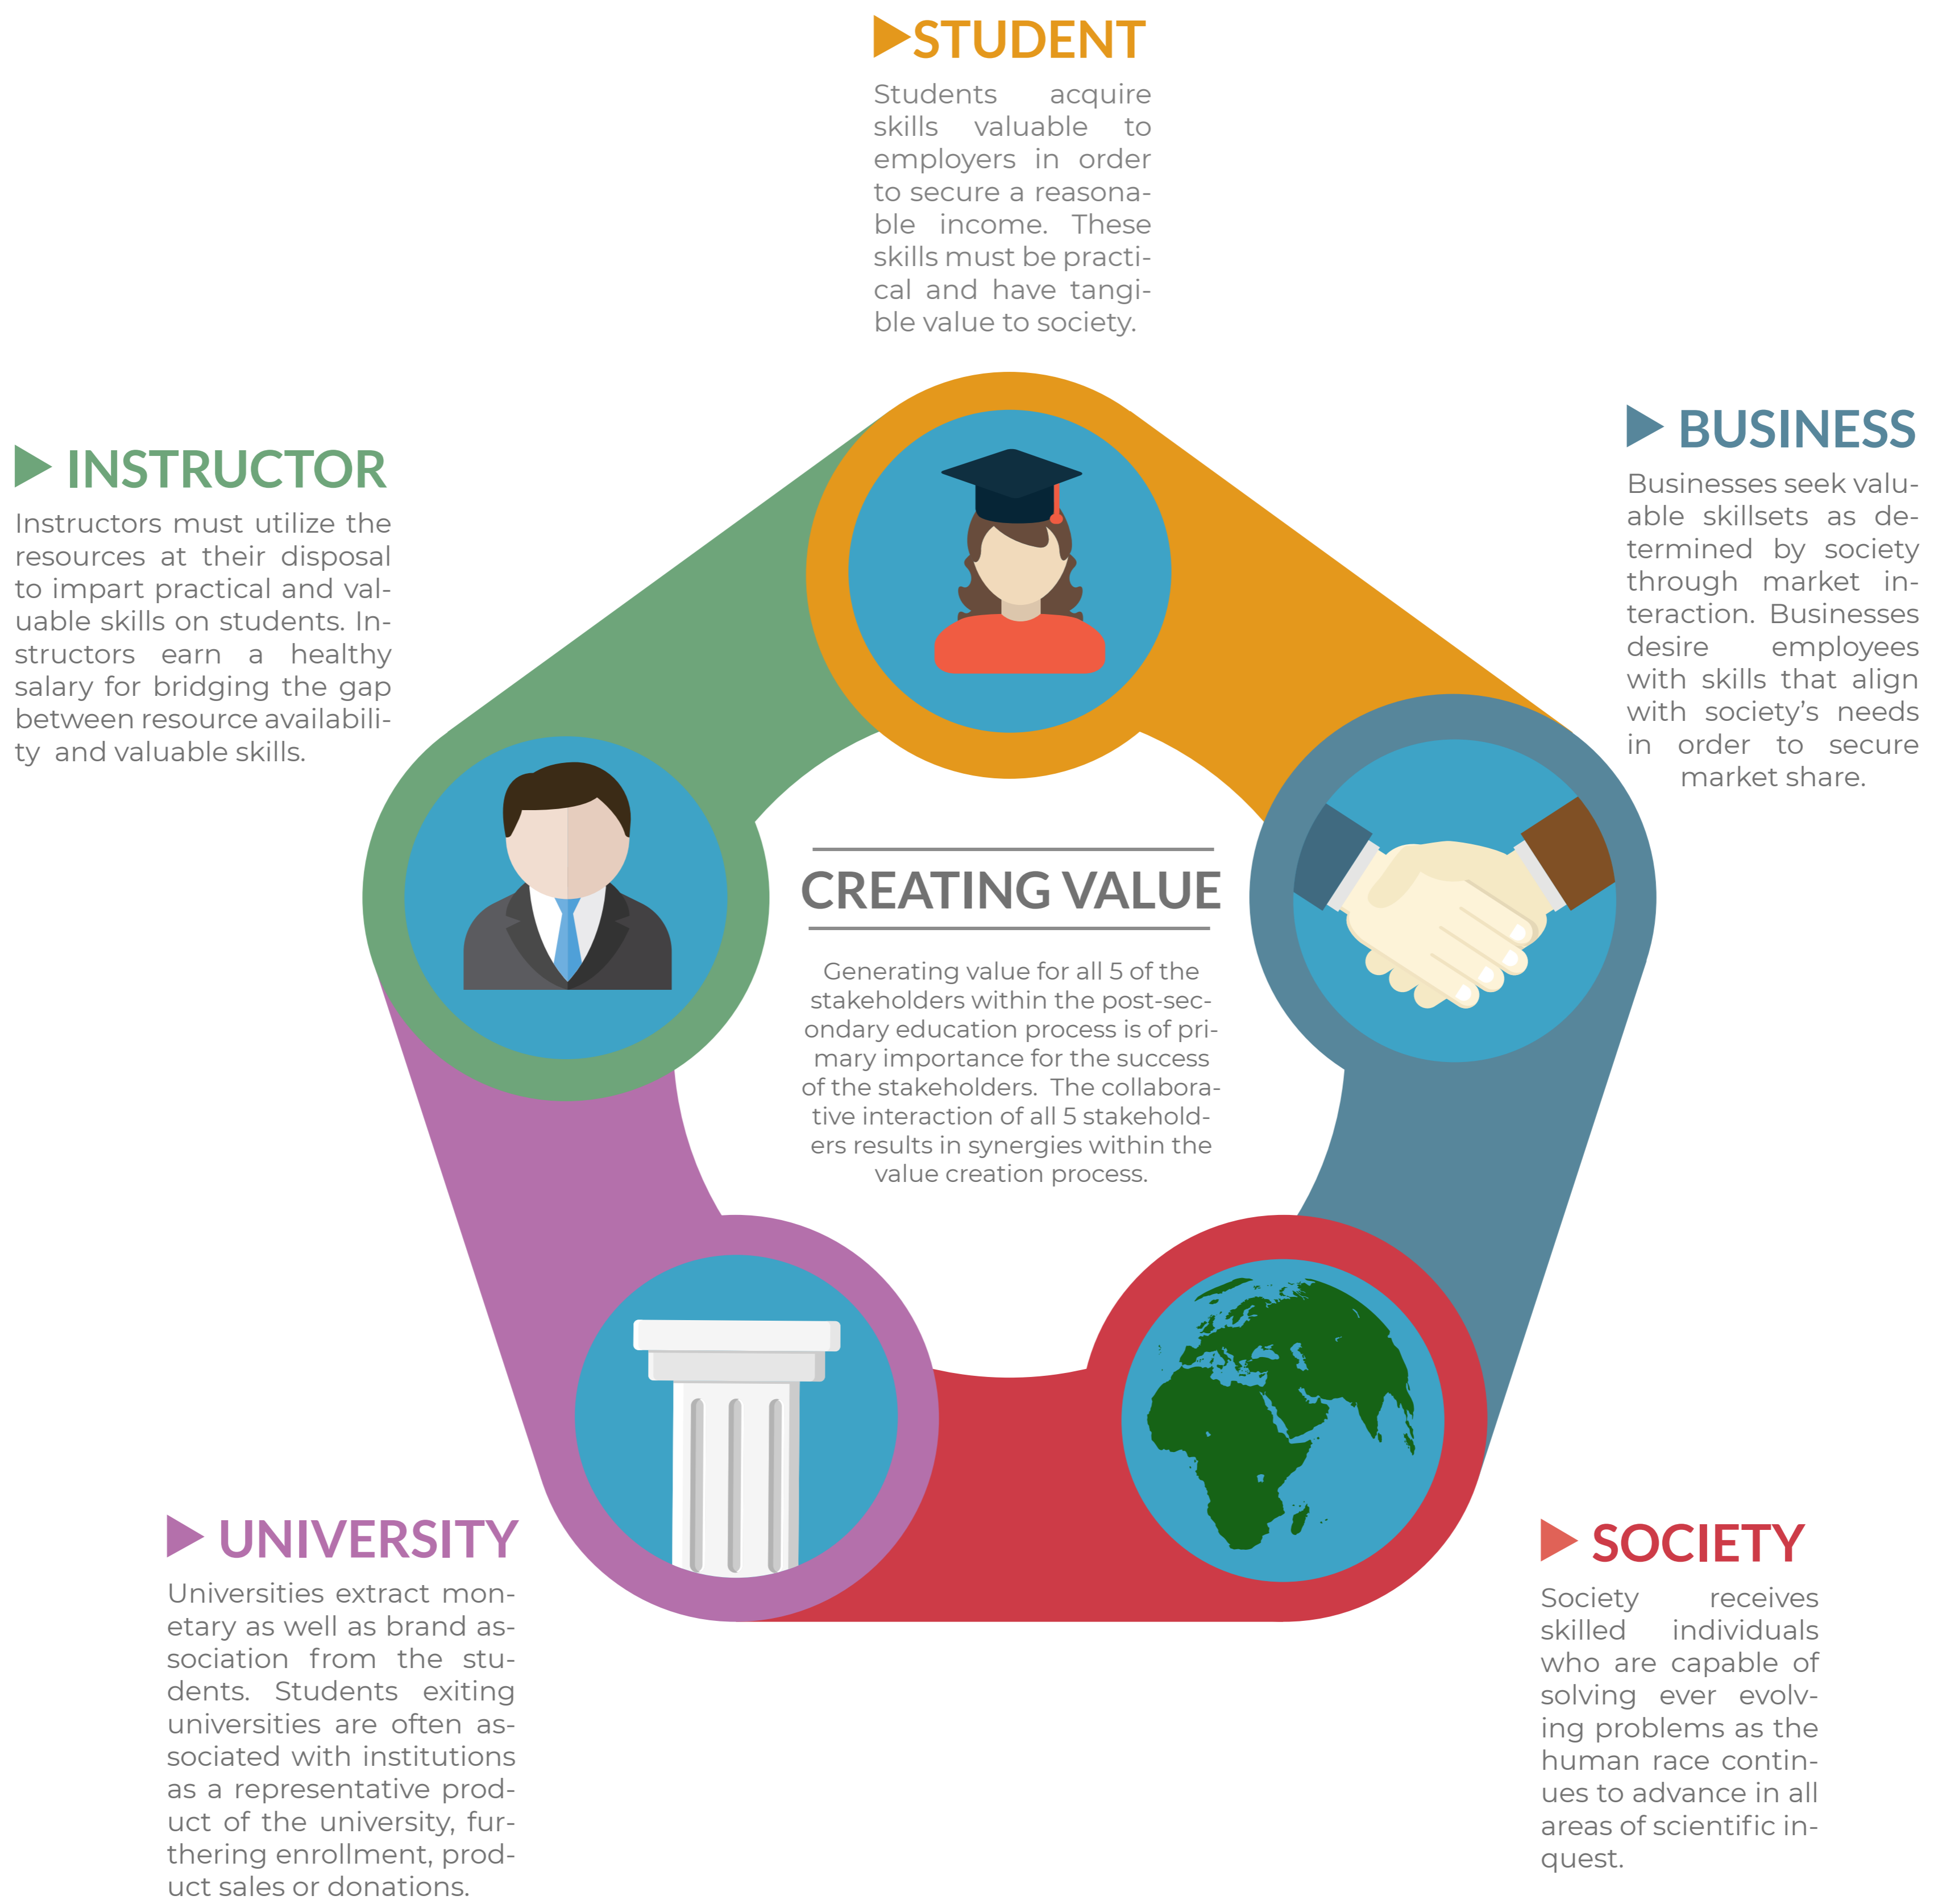 STUDENT
Students acquire
skills valuable to
employers in order
to secure a reasona-
ble income. These
skills must be practi-
cal and have tangi-
ble value to society.
BUSINESS
Businesses seek valu-
able skillsets as de-
termined by society
through market in-
teraction. Businesses
desire employees
with skills that align
with society’s needs
in order to secure
market share.
INSTRUCTOR
Instructors must utilize the
resources at their disposal
to impart practical and val-
uable skills on students. In-
structors earn a healthy
salary for bridging the gap
between resource availabili-
ty and valuable skills.
CREATING VALUE
Generating value for all 5 of the
stakeholders within the post-sec-
ondary education process is of pri-
mary importance for the success
of the stakeholders. The collabora-
tive interaction of all 5 stakehold-
ers results in synergies within the
value creation process.
UNIVERSITY
Universities extract mon-
etary as well as brand as-
sociation from the stu-
dents. Students exiting
universities are often as-
sociated with institutions
as a representative prod-
uct of the university, fur-
thering enrollment, prod-
uct sales or donations.
SOCIETY
Society receives
skilled individuals
who are capable of
solving ever evolv-
ing problems as the
human race contin-
ues to advance in all
areas of scientific in-
quest.